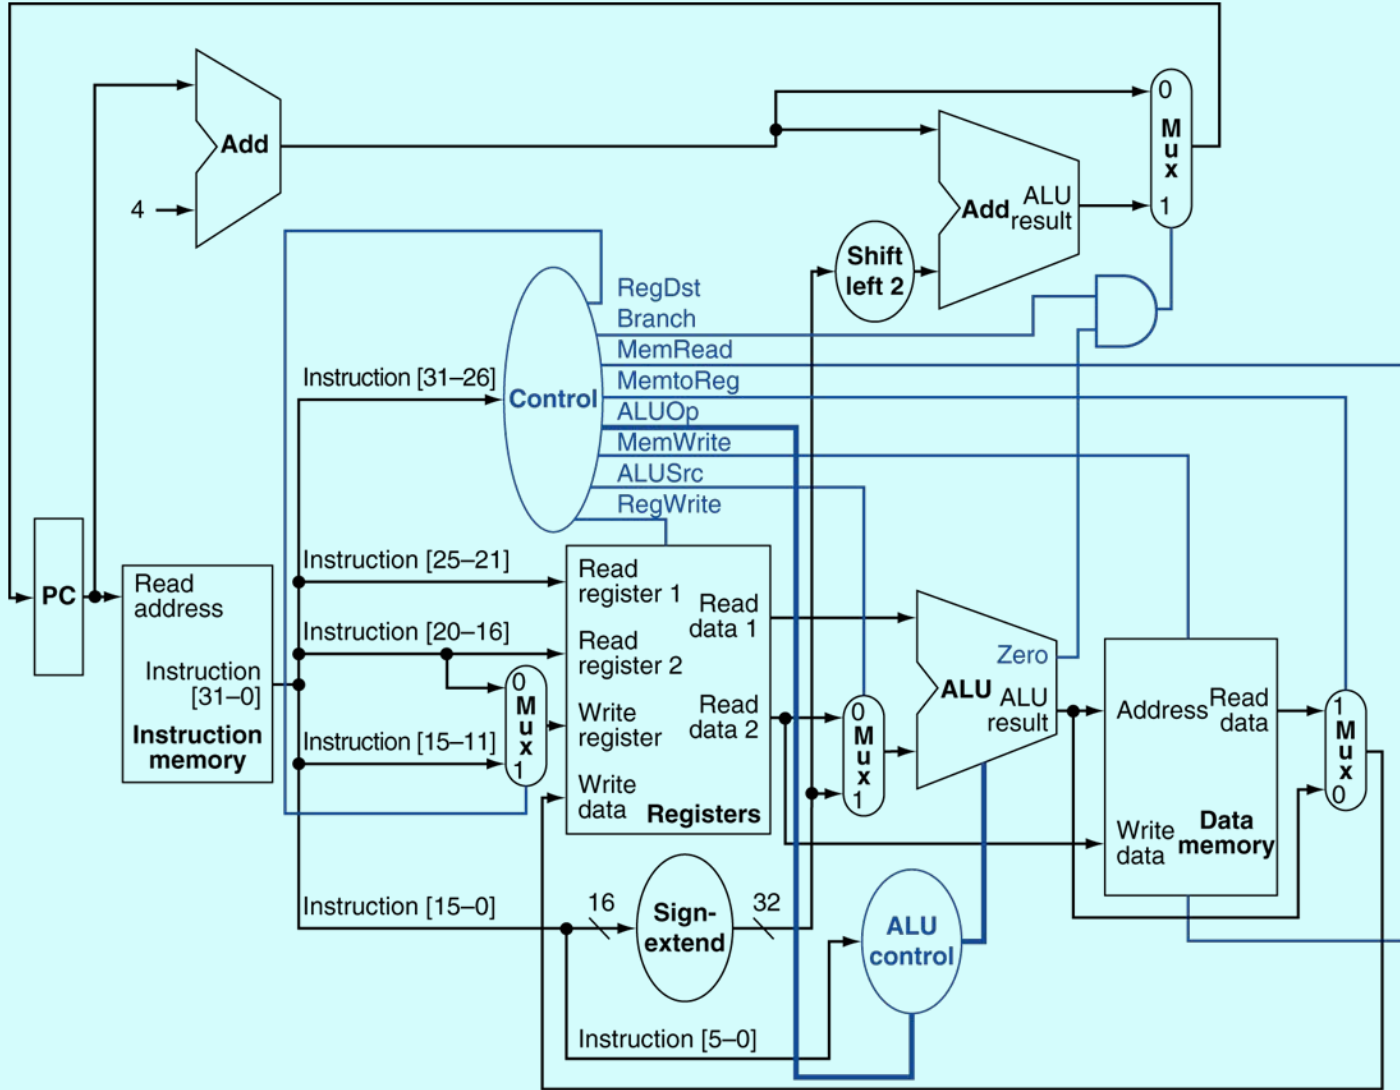 Add
4
0
M
u
x
1
Add
ALU
result
Shift
left 2
RegDst
Branch
MemRead
MemtoReg
ALUOp
MemWrite
ALUSrc
RegWrite
Control
Instruction [31–26]
Instruction [25–21]
Instruction [20–16]
Instruction [15–11]
Instruction [15–0]
Instruction [5–0]
PC
Read
address
Instruction
[31–0]
Instruction
memory
0
M
u
x
1
Read
register 1
Read
register 2
Write
register
Write
data
Read
data 1
Read
data 2
Registers
0
M
u
x
1
Zero
ALU
ALU
result
Address
Read
data
Write
data
Data
memory
1
M
u
x
0
16
Sign-
extend
32
ALU
control